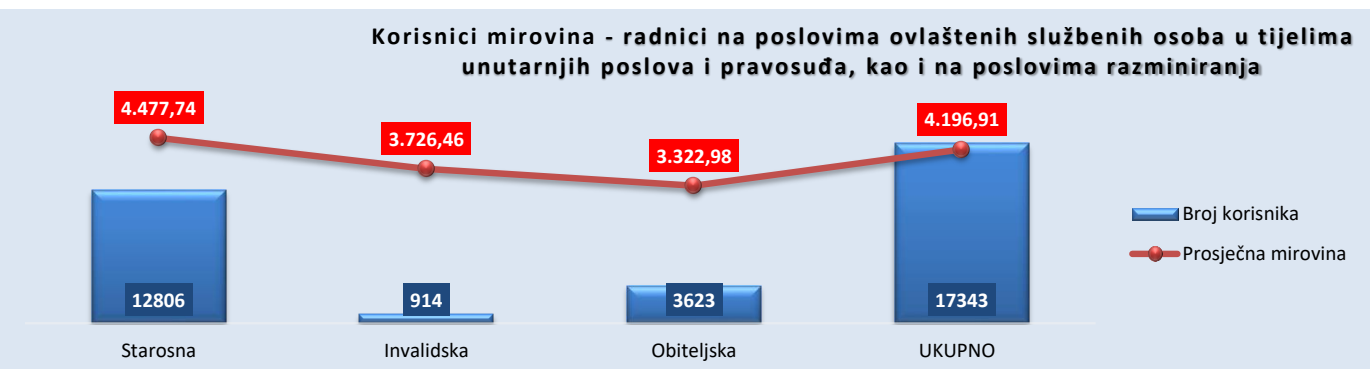 Korisnici mirovina - radnici na poslovima ovlaštenih službenih osoba u tijelima
unutarnjih poslova i pravosuđa, kao i na poslovima razminiranja
4.477,74
3.726,46
3.322,98
4.196,91
Broj korisnika
Prosječna mirovina
12806
914
3623
17343
Starosna
Invalidska
Obiteljska
UKUPNO